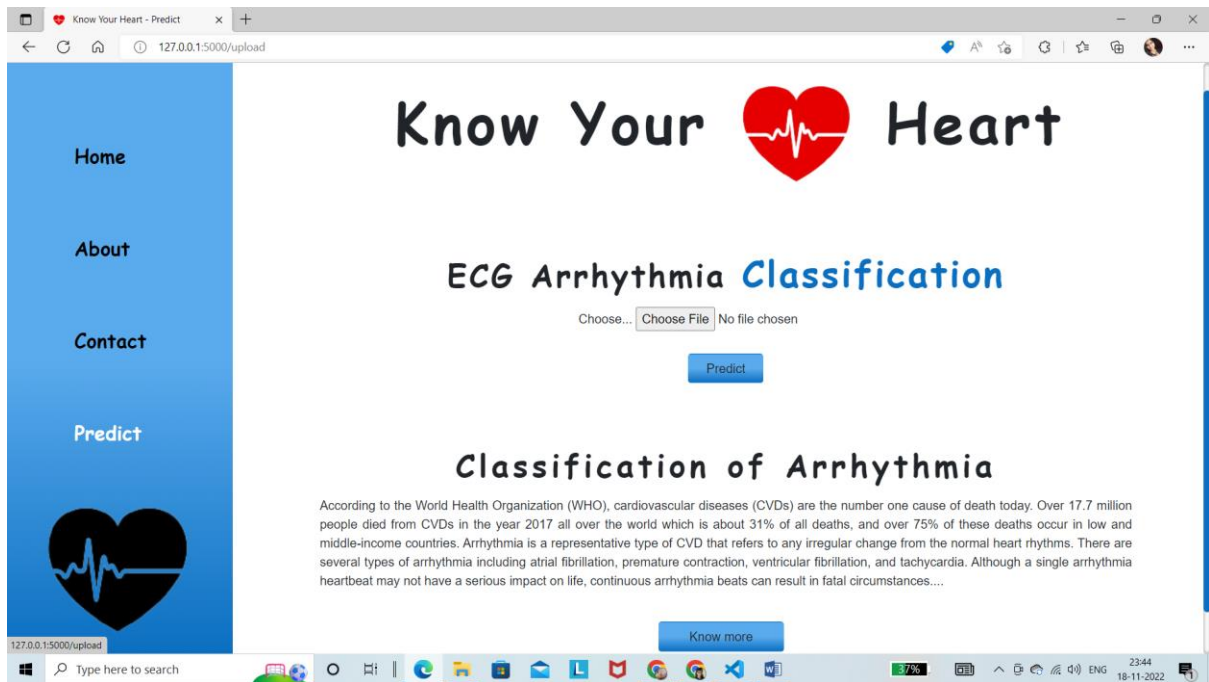 Know Your Heart - Predict
127.0.0.1:5000/upload
Home
About
Contact
Predict
Know Your Heart
ECG Arrhythmia Classification
Choose... Choose File No file chosen
Predict
Classification of Arrhythmia
According to the World Health Organization (WHO), cardiovascular diseases (CVDs) are the number one cause of death today. Over 17.7 million
people died from CVDs in the year 2017 all over the world which is about 31% of all deaths, and over 75% of these deaths occur in low and
middle-income countries. Arrhythmia is a representative type of CVD that refers to any irregular change from the normal heart rhythms. There are
several types of arrhythmia including atrial fibrillation, premature contraction, ventricular fibrillation, and tachycardia. Although a single arrhythmia
heartbeat may not have a serious impact on life, continuous arrhythmia beats can result in fatal circumstances....
Know more
127.0.0.1:5000/upload
Type here to search
L
37%
ENG
23:44
18-11-2022